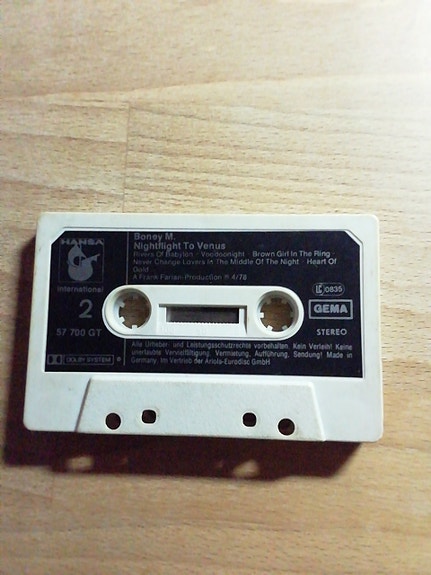 HANSA
International
2
57 700 GT
DOLBY SYSTEM ®
Boney M.
Nightflight To Venus
Rivers Of Babylon · Voodoonight · Brown Girl In The Ring
Never Change Lovers In The Middle Of The Night · Heart Of
Gold
A Frank Farian Production ℗ 4/78
LC 0835
GEMA
STEREO
Alle Urheber- und Leistungsschutzrechte vorbehalten. Kein Verleih! Keine
unerlaubte Vervielfältigung, Vermietung, Aufführung, Sendung! Made in
Germany. Im Vertrieb der Ariola-Eurodisc GmbH